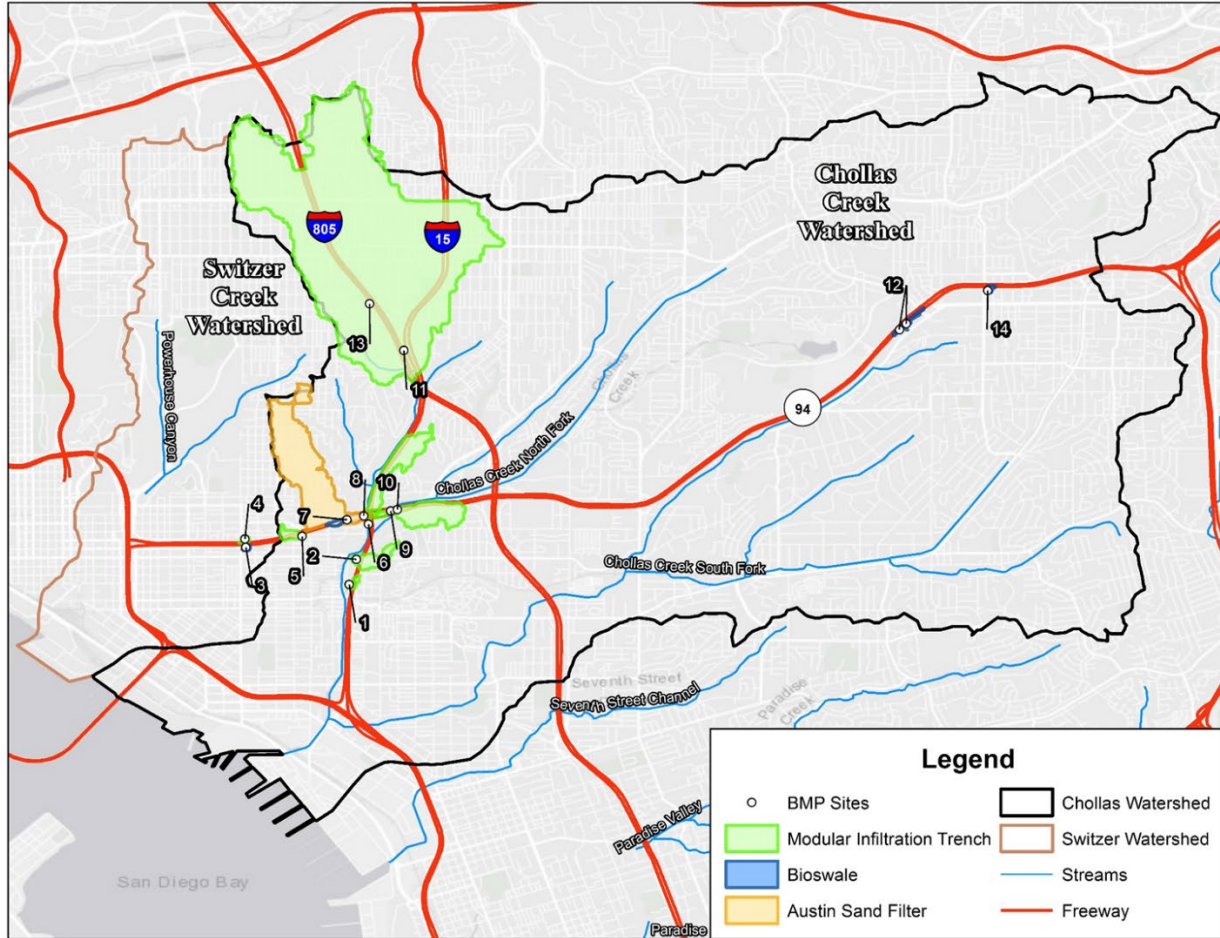 805
15
Chollas
Creek
Watershed
Switzer
Creek
Watershed
12
14
13
11
Powerhouse Canyon
Chollas
Creek
94
Chollas Creek North Fork
8
10
4
7
2
3
5
6
9
1
Chollas Creek South Fork
Seventh Street
Seventh Street Channel
Paradise
Creek
San Diego Bay
Paradise Valley
Paradise
Legend
BMP Sites
Modular Infiltration Trench
Bioswale
Austin Sand Filter
Chollas Watershed
Switzer Watershed
Streams
Freeway